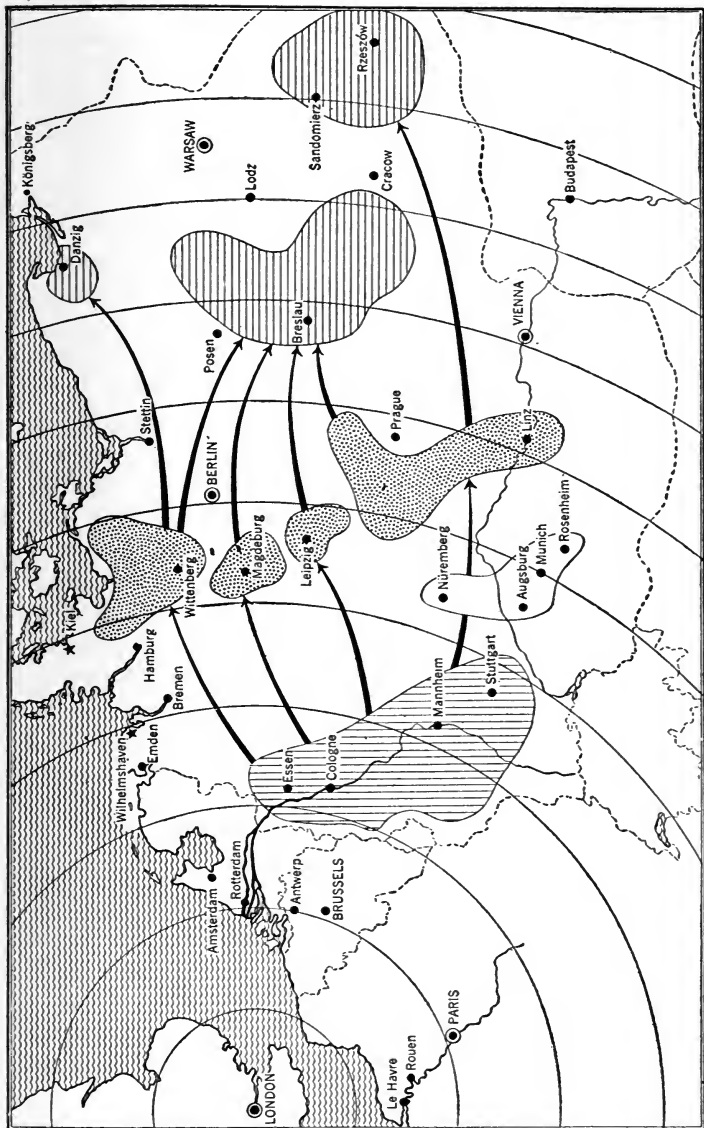 Königsberg
Danzig
WARSAW
Lodz
Sandomierz
Rzeszów
Cracow
Budapest
Stettin
Posen
Breslau
VIENNA
BERLIN
Prague
Linz
Kiel
Wittenberg
Magdeburg
Leipzig
Nüremberg
Augsburg
Munich
Rosenheim
Hamburg
Bremen
Wilhelmshaven
Emden
Essen
Cologne
Mannheim
Stuttgart
Amsterdam
Rotterdam
Antwerp
BRUSSELS
LONDON
Le Havre
Rouen
PARIS